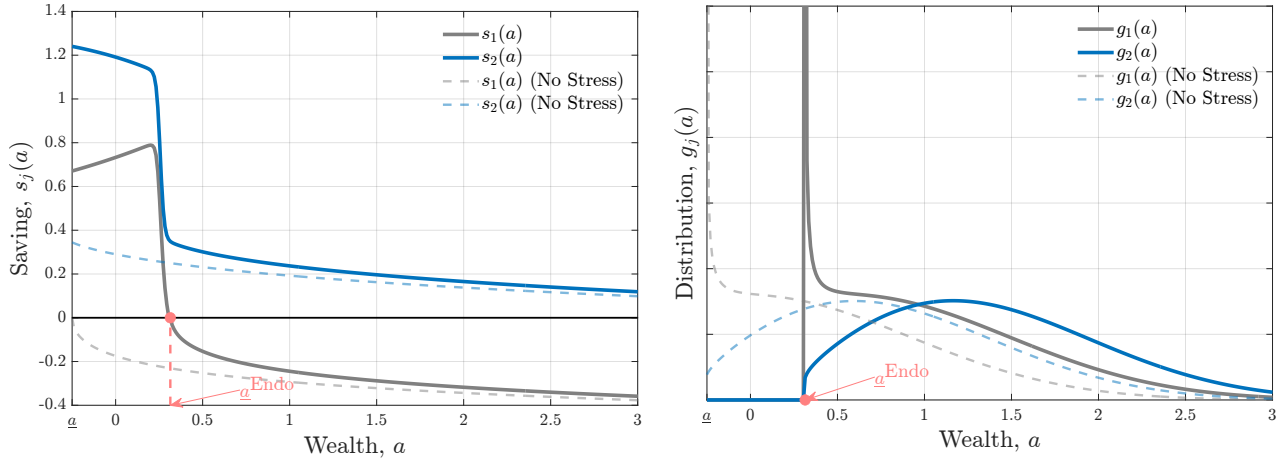 1.4
1.2
1
0.8
0.6
0.4
0.2
0
-0.2
-0.4
Saving, s_j(a)
s_1(a)
s_2(a)
s_1(a) (No Stress)
s_2(a) (No Stress)
a̲^Endo
a̲ 0 0.5 1 1.5 2 2.5 3
Wealth, a
Distribution, g_j(a)
g_1(a)
g_2(a)
g_1(a) (No Stress)
g_2(a) (No Stress)
a̲^Endo
a̲ 0 0.5 1 1.5 2 2.5 3
Wealth, a